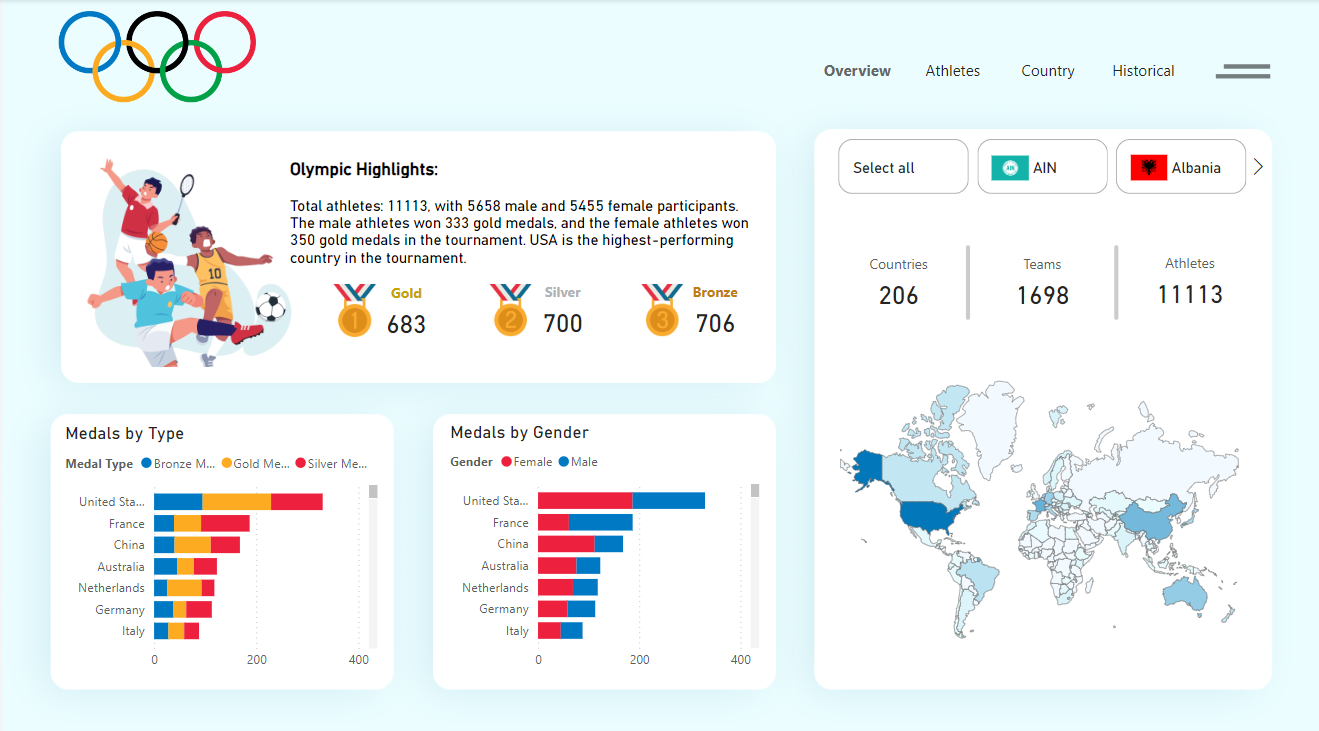 Overview Athletes Country Historical
Olympic Highlights:
Total athletes: 11113, with 5658 male and 5455 female participants.
The male athletes won 333 gold medals, and the female athletes won
350 gold medals in the tournament. USA is the highest-performing
country in the tournament.
10
1 Gold 683
2 Silver 700
3 Bronze 706
Select all
AIN AIN
Albania
Countries
206
Teams
1698
Athletes
11113
Medals by Type
Medal Type Bronze M... Gold Me... Silver Me...
United Sta...
France
China
Australia
Netherlands
Germany
Italy
0 200 400
Medals by Gender
Gender Female Male
United Sta...
France
China
Australia
Netherlands
Germany
Italy
0 200 400